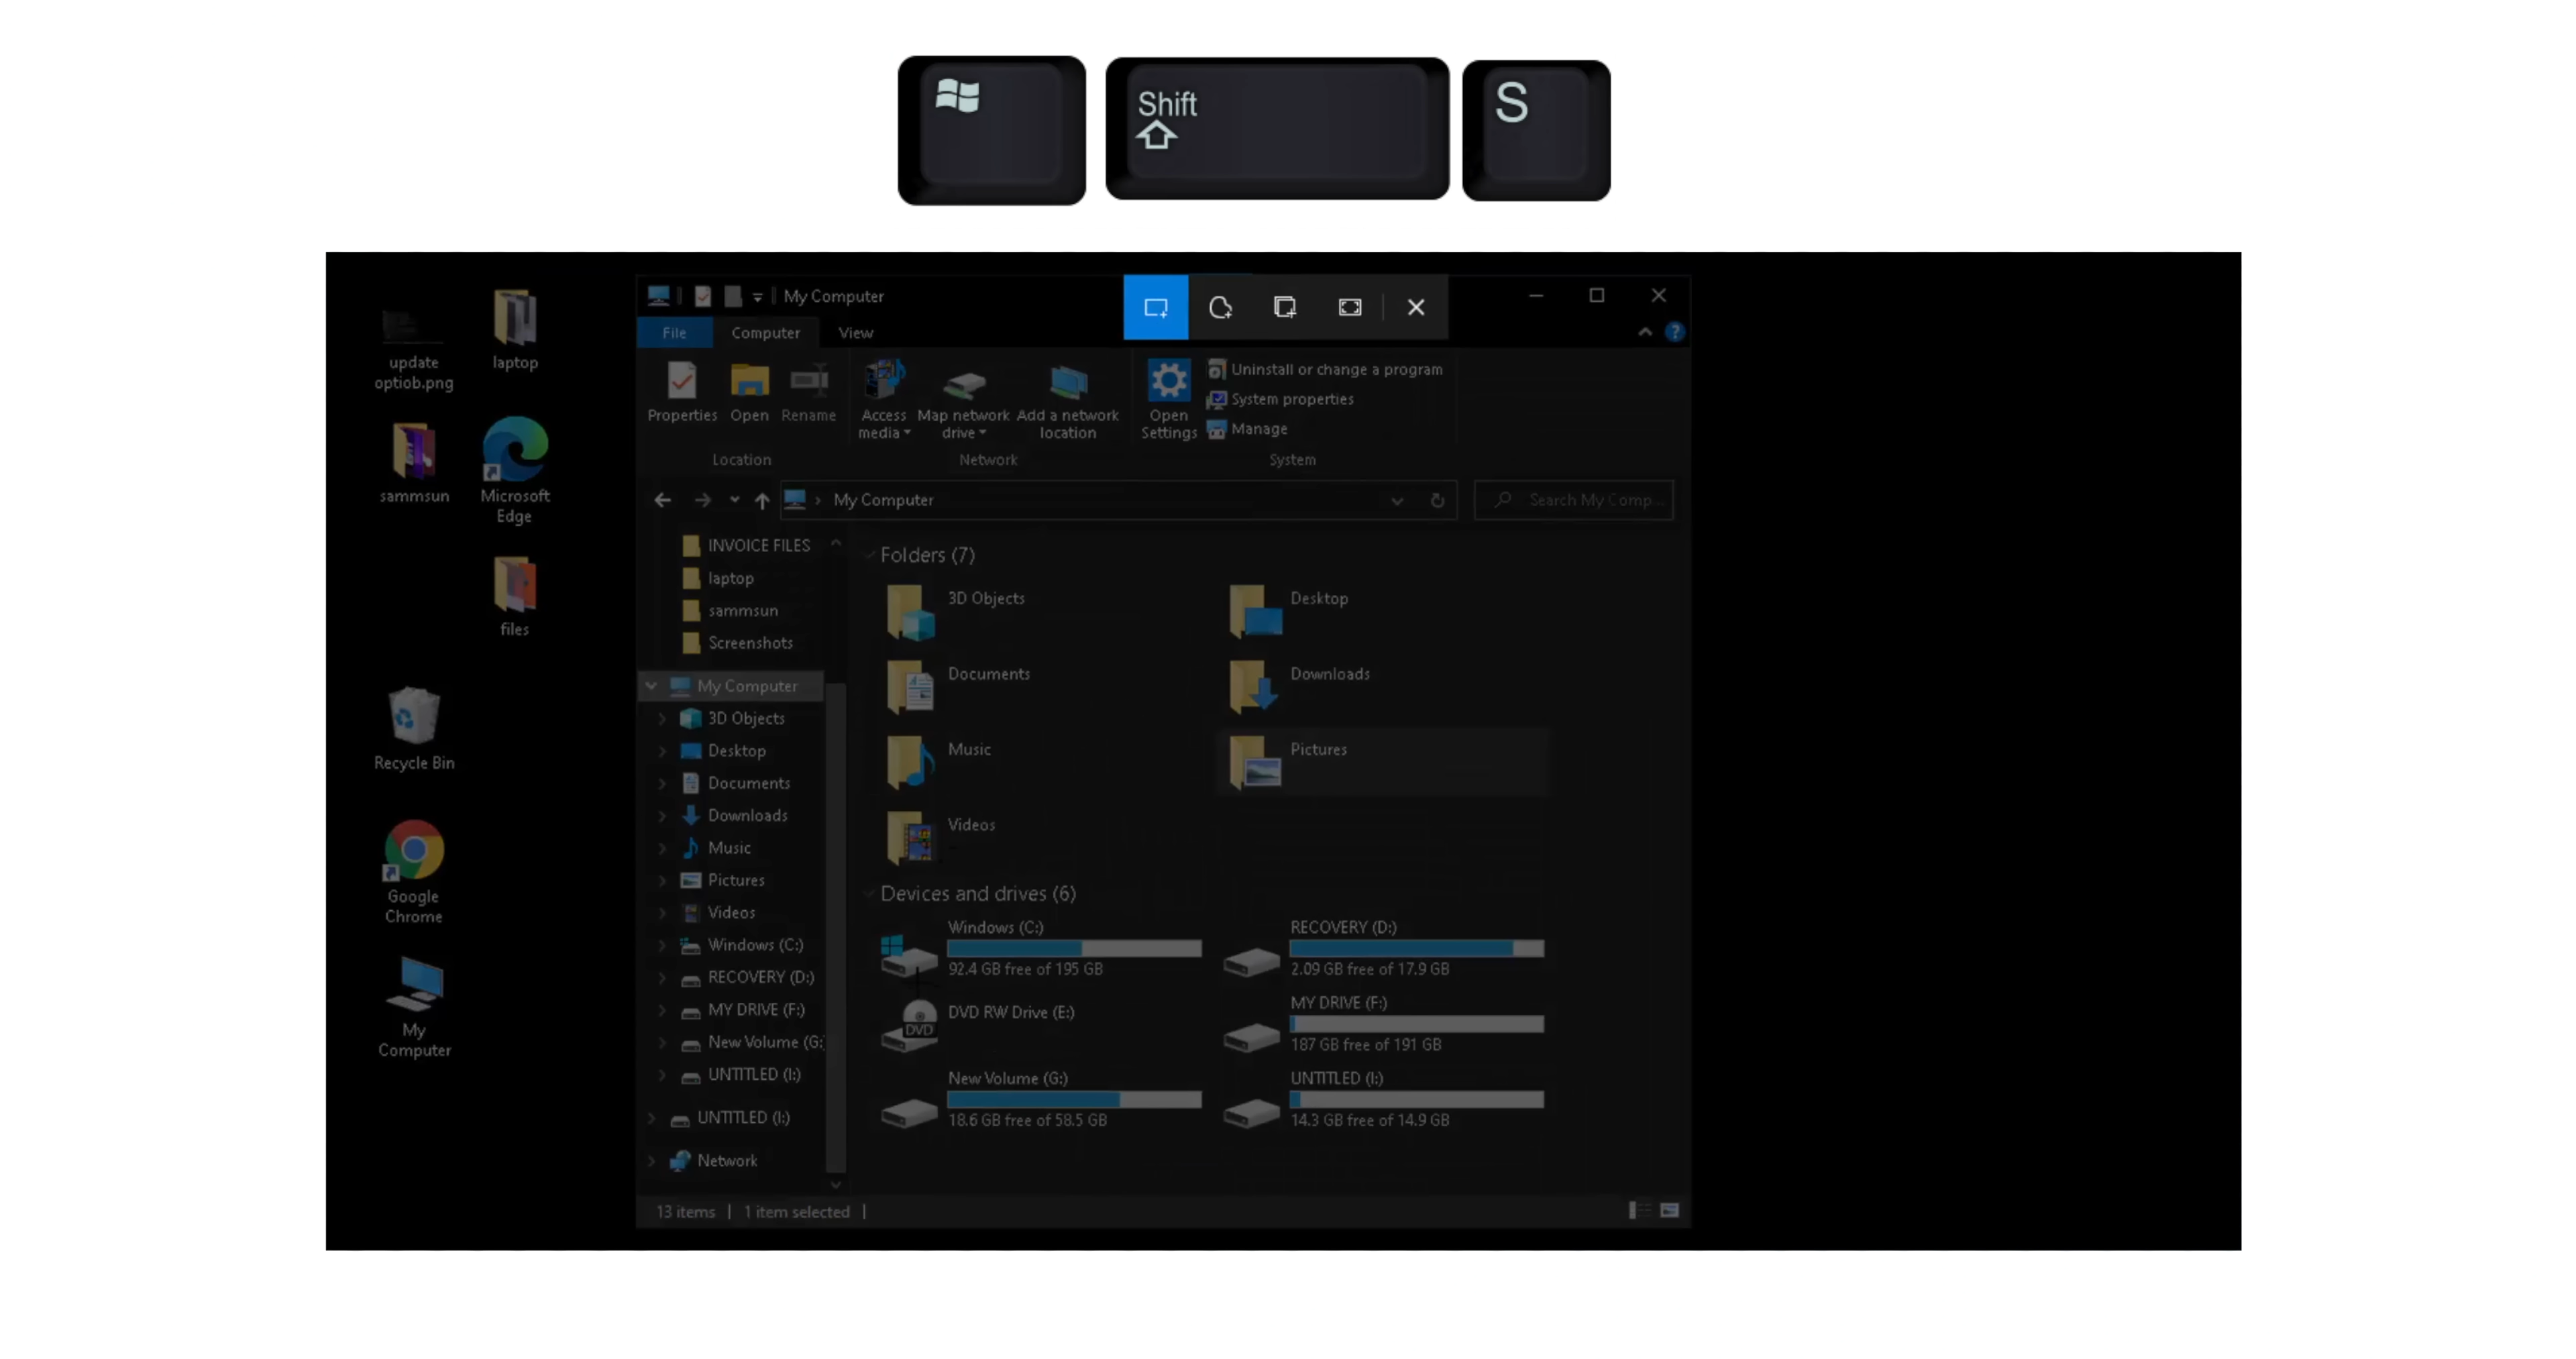 Shift
S
update
optiob.png
laptop
sammsun
Microsoft
Edge
files
Recycle Bin
Google
Chrome
My
Computer
My Computer
File
Computer
View
Properties
Open
Rename
Access
media
Map network
drive
Add a network
location
Open
Settings
Uninstall or change a program
System properties
Manage
Location
Network
System
My Computer
Search My Comp...
INVOICE FILES
laptop
sammsun
Screenshots
My Computer
3D Objects
Desktop
Documents
Downloads
Music
Pictures
Videos
Windows (C:)
RECOVERY (D:)
MY DRIVE (F:)
New Volume (G:
UNTITLED (I:)
UNTITLED (I:)
Network
Folders (7)
3D Objects
Desktop
Documents
Downloads
Music
Pictures
Videos
Devices and drives (6)
Windows (C:)
92.4 GB free of 195 GB
RECOVERY (D:)
2.09 GB free of 17.9 GB
DVD
DVD RW Drive (E:)
MY DRIVE (F:)
187 GB free of 191 GB
New Volume (G:)
18.6 GB free of 58.5 GB
UNTITLED (I:)
14.3 GB free of 14.9 GB
13 items
1 item selected